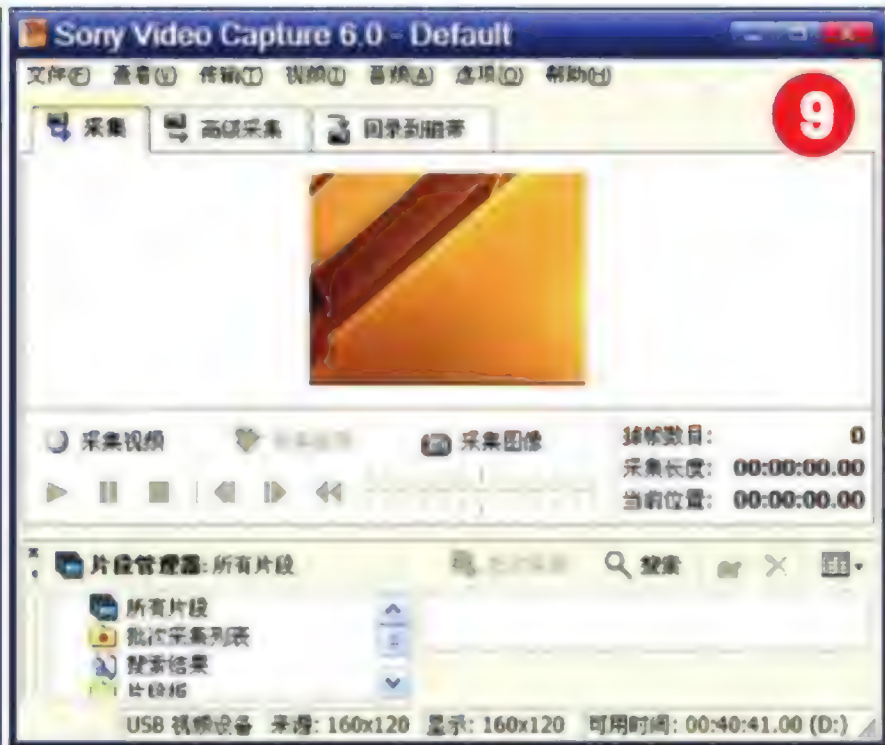 Sony Video Capture 6.0 - Default
文件(F) 查看(V) 传输(T) 视频(I) 音频(A) 选项(O) 帮助(H)
9
采集 高级采集 回录到磁带
采集视频 采集图像
掉帧数目: 0
采集长度: 00:00:00.00
当前位置: 00:00:00.00
片段管理器:所有片段 搜索
所有片段
批次采集列表
搜索结果
片段板
USB 视频设备 来源: 160x120 显示: 160x120 可用时间: 00:40:41.00 (D:)